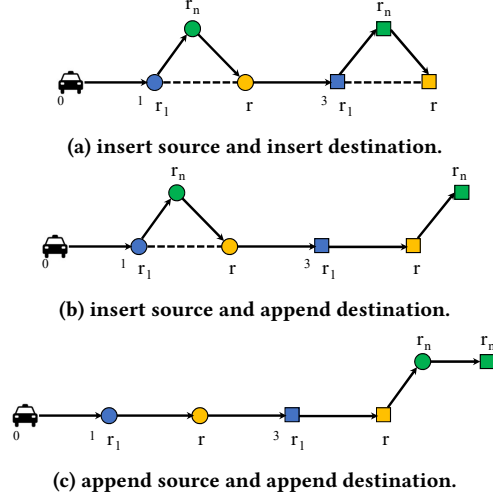 r_n r_n
0 1 r_1 r 3 r_1 r
(a) insert source and insert destination.
r_n r_n
0 1 r_1 r 3 r_1 r
(b) insert source and append destination.
r_n r_n
0 1 r_1 r 3 r_1 r
(c) append source and append destination.